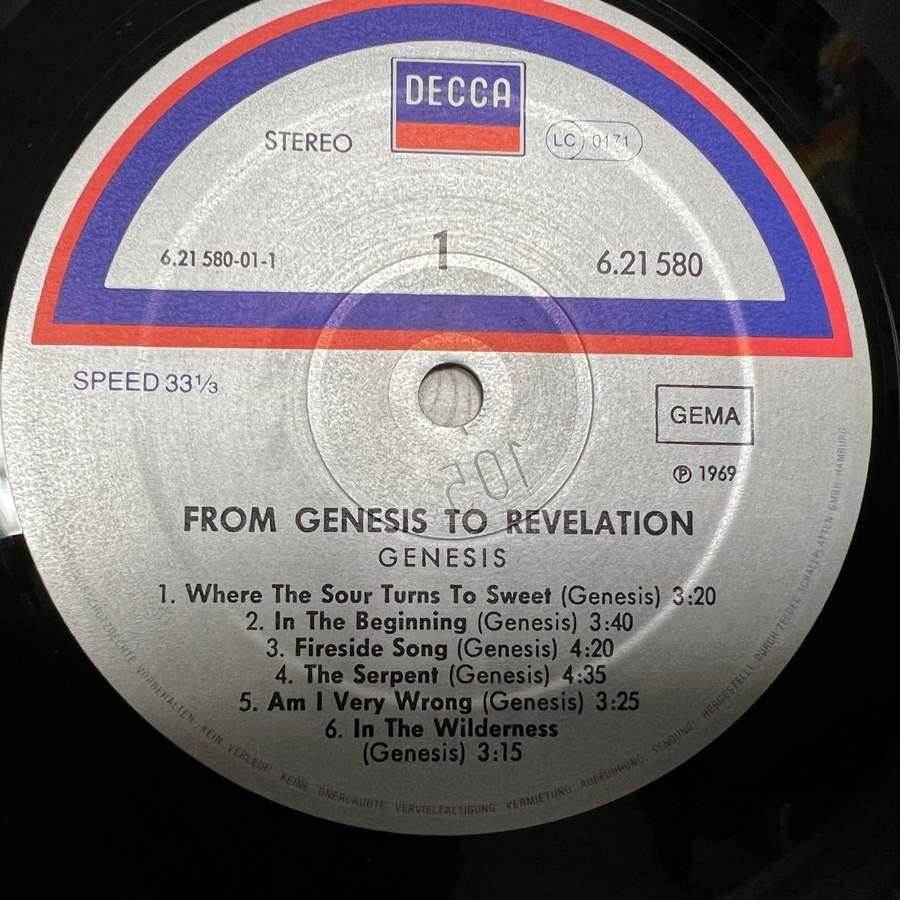 DECCA
STEREO
LC 0171
1
6.21 580-01-1
6.21 580
SPEED 33⅓
GEMA
℗ 1969
105
FROM GENESIS TO REVELATION
GENESIS
1. Where The Sour Turns To Sweet (Genesis) 3:20
2. In The Beginning (Genesis) 3:40
3. Fireside Song (Genesis) 4:20
4. The Serpent (Genesis) 4:35
5. Am I Very Wrong (Genesis) 3:25
6. In The Wilderness
(Genesis) 3:15
VORBEHALTEN. KEIN VERLEIH! KEINE UNERLAUBTE VERVIELFÄLTIGUNG, VERMIETUNG, AUFFÜHRUNG, SENDUNG! HERGESTELLT DURCH TELDEC SCHALLPLATTEN GMBH HAMBURG